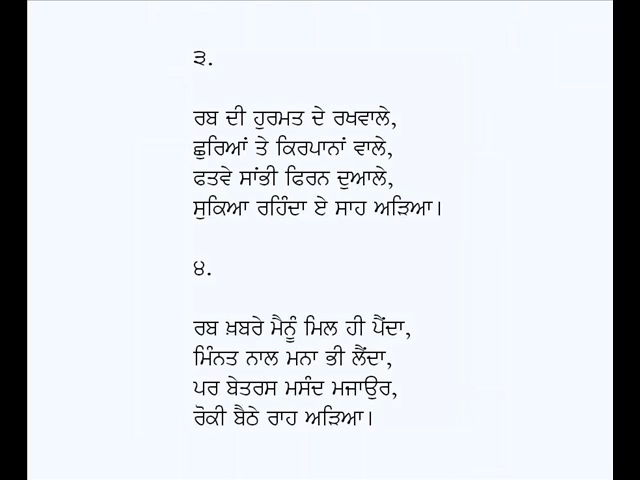 ੩.
ਰਬ ਦੀ ਹੁਰਮਤ ਦੇ ਰਖਵਾਲੇ,
ਛੁਰਿਆਂ ਤੇ ਕਿਰਪਾਨਾਂ ਵਾਲੇ,
ਫਤਵੇ ਸਾਂਭੀ ਫਿਰਨ ਦੁਆਲੇ,
ਸੁਕਿਆ ਰਹਿੰਦਾ ਏ ਸਾਹ ਅੜਿਆ।
੪.
ਰਬ ਖ਼ਬਰੇ ਮੈਨੂੰ ਮਿਲ ਹੀ ਪੈਂਦਾ,
ਮਿੰਨਤ ਨਾਲ ਮਨਾ ਭੀ ਲੈਂਦਾ,
ਪਰ ਬੇਤਰਸ ਮਸੰਦ ਮਜਾਉਰ,
ਰੋਕੀ ਬੈਠੇ ਰਾਹ ਅੜਿਆ।